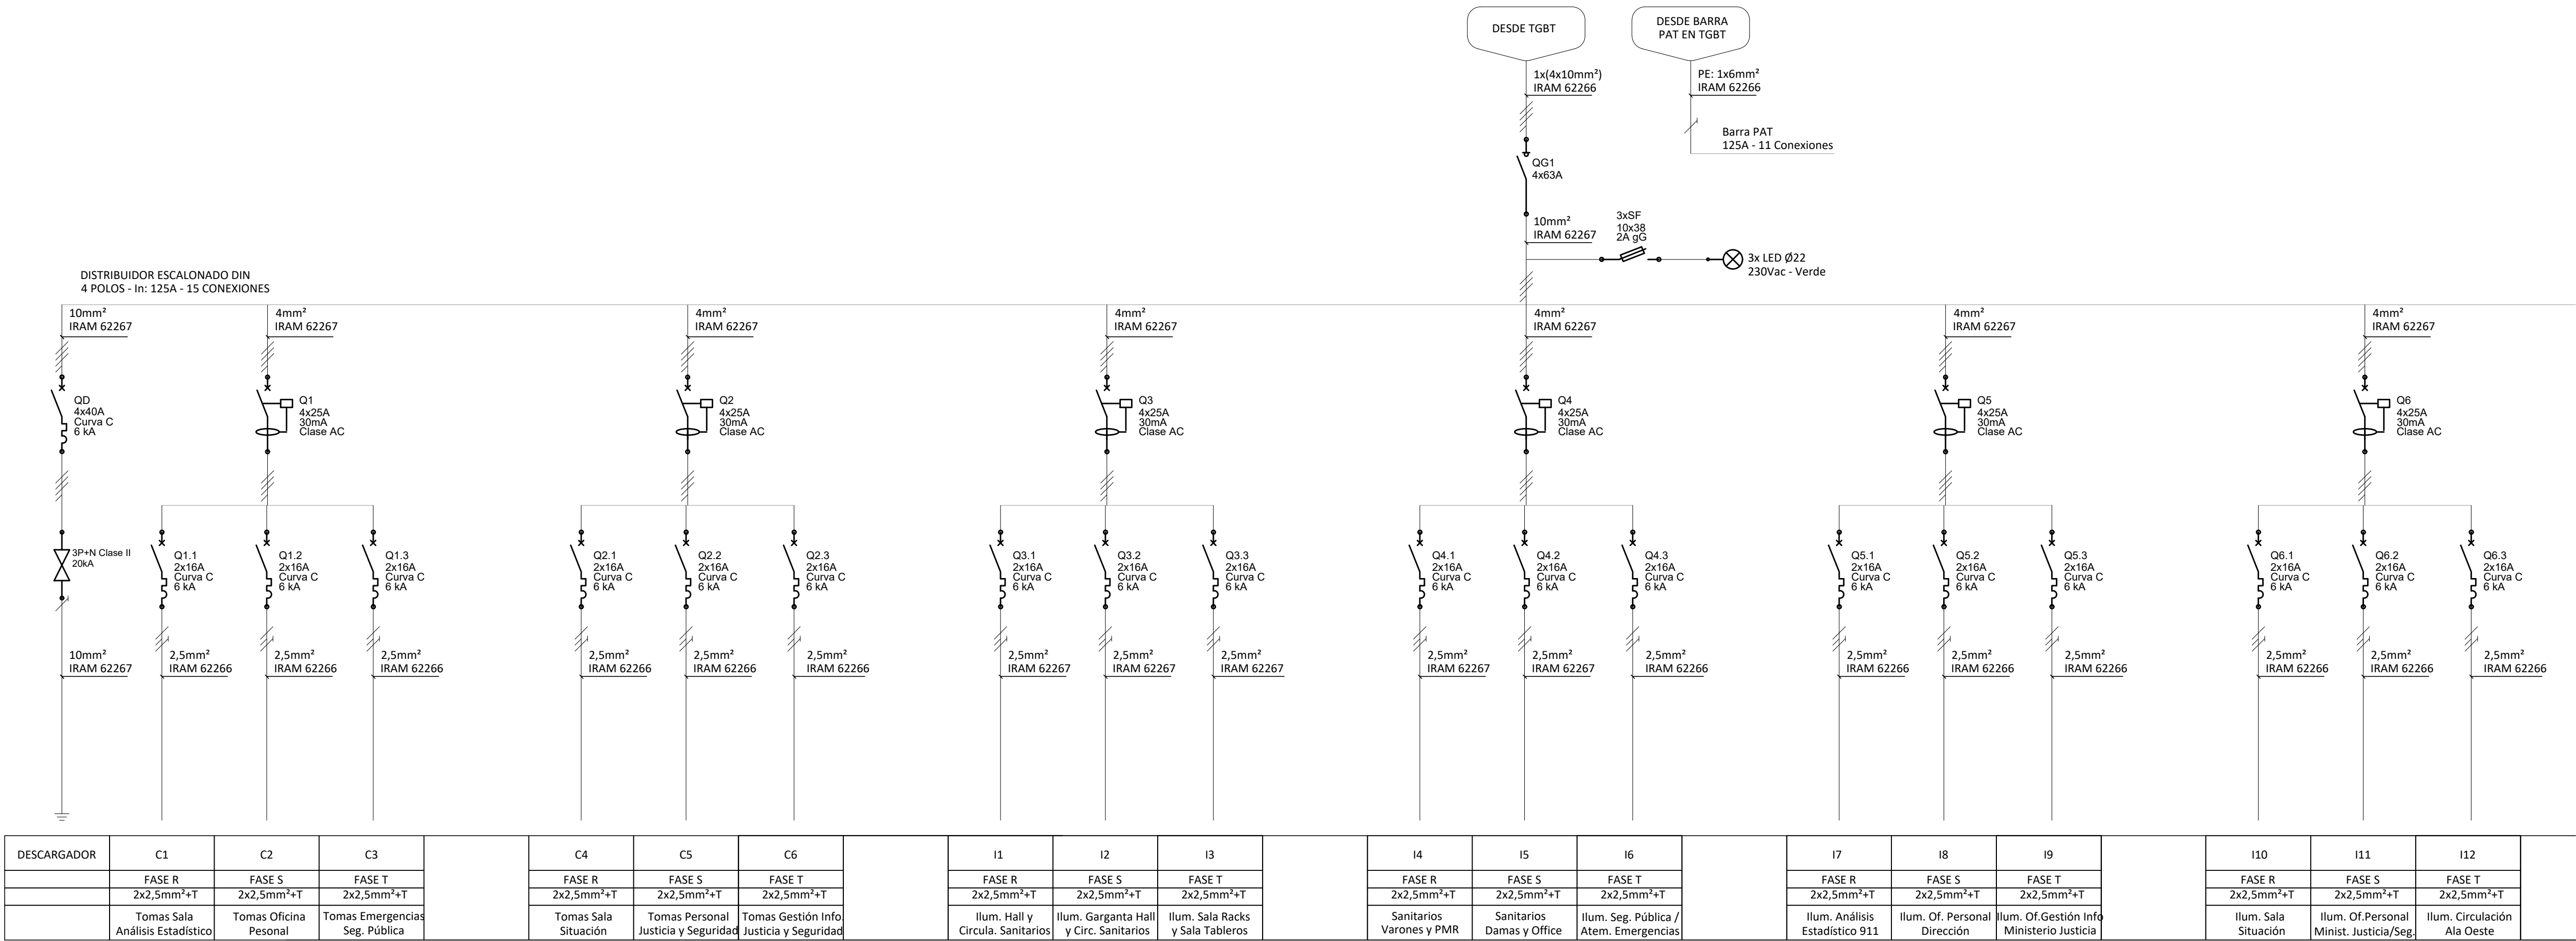 DESDE TGBT
DESDE BARRA
PAT EN TGBT
1x(4x10mm²)
IRAM 62266
PE: 1x6mm²
IRAM 62266
Barra PAT
125A - 11 Conexiones
QG1
4x63A
10mm²
IRAM 62267
3xSF
10x38
2A gG
3x LED Ø22
230Vac - Verde
DISTRIBUIDOR ESCALONADO DIN
4 POLOS - In: 125A - 15 CONEXIONES
10mm²
IRAM 62267
4mm²
IRAM 62267
4mm²
IRAM 62267
4mm²
IRAM 62267
4mm²
IRAM 62267
4mm²
IRAM 62267
4mm²
IRAM 62267
QD
4x40A
Curva C
6 kA
Q1
4x25A
30mA
Clase AC
Q2
4x25A
30mA
Clase AC
Q3
4x25A
30mA
Clase AC
Q4
4x25A
30mA
Clase AC
Q5
4x25A
30mA
Clase AC
Q6
4x25A
30mA
Clase AC
3P+N Clase II
20kA
Q1.1
2x16A
Curva C
6 kA
Q1.2
2x16A
Curva C
6 kA
Q1.3
2x16A
Curva C
6 kA
Q2.1
2x16A
Curva C
6 kA
Q2.2
2x16A
Curva C
6 kA
Q2.3
2x16A
Curva C
6 kA
Q3.1
2x16A
Curva C
6 kA
Q3.2
2x16A
Curva C
6 kA
Q3.3
2x16A
Curva C
6 kA
Q4.1
2x16A
Curva C
6 kA
Q4.2
2x16A
Curva C
6 kA
Q4.3
2x16A
Curva C
6 kA
Q5.1
2x16A
Curva C
6 kA
Q5.2
2x16A
Curva C
6 kA
Q5.3
2x16A
Curva C
6 kA
Q6.1
2x16A
Curva C
6 kA
Q6.2
2x16A
Curva C
6 kA
Q6.3
2x16A
Curva C
6 kA
10mm²
IRAM 62267
2,5mm²
IRAM 62266
2,5mm²
IRAM 62266
2,5mm²
IRAM 62266
2,5mm²
IRAM 62266
2,5mm²
IRAM 62266
2,5mm²
IRAM 62266
2,5mm²
IRAM 62267
2,5mm²
IRAM 62267
2,5mm²
IRAM 62267
2,5mm²
IRAM 62267
2,5mm²
IRAM 62267
2,5mm²
IRAM 62266
2,5mm²
IRAM 62266
2,5mm²
IRAM 62266
2,5mm²
IRAM 62266
2,5mm²
IRAM 62266
2,5mm²
IRAM 62266
2,5mm²
IRAM 62266
DESCARGADOR
C1
FASE R
2x2,5mm²+T
Tomas Sala
Análisis Estadístico
C2
FASE S
2x2,5mm²+T
Tomas Oficina
Pesonal
C3
FASE T
2x2,5mm²+T
Tomas Emergencias
Seg. Pública
C4
FASE R
2x2,5mm²+T
Tomas Sala
Situación
C5
FASE S
2x2,5mm²+T
Tomas Personal
Justicia y Seguridad
C6
FASE T
2x2,5mm²+T
Tomas Gestión Info.
Justicia y Seguridad
I1
FASE R
2x2,5mm²+T
Ilum. Hall y
Circula. Sanitarios
I2
FASE S
2x2,5mm²+T
Ilum. Garganta Hall
y Circ. Sanitarios
I3
FASE T
2x2,5mm²+T
Ilum. Sala Racks
y Sala Tableros
I4
FASE R
2x2,5mm²+T
Sanitarios
Varones y PMR
I5
FASE S
2x2,5mm²+T
Sanitarios
Damas y Office
I6
FASE T
2x2,5mm²+T
Ilum. Seg. Pública /
Atem. Emergencias
I7
FASE R
2x2,5mm²+T
Ilum. Análisis
Estadístico 911
I8
FASE S
2x2,5mm²+T
Ilum. Of. Personal
Dirección
I9
FASE T
2x2,5mm²+T
Ilum. Of.Gestión Info
Ministerio Justicia
I10
FASE R
2x2,5mm²+T
Ilum. Sala
Situación
I11
FASE S
2x2,5mm²+T
Ilum. Of.Personal
Minist. Justicia/Seg.
I12
FASE T
2x2,5mm²+T
Ilum. Circulación
Ala Oeste